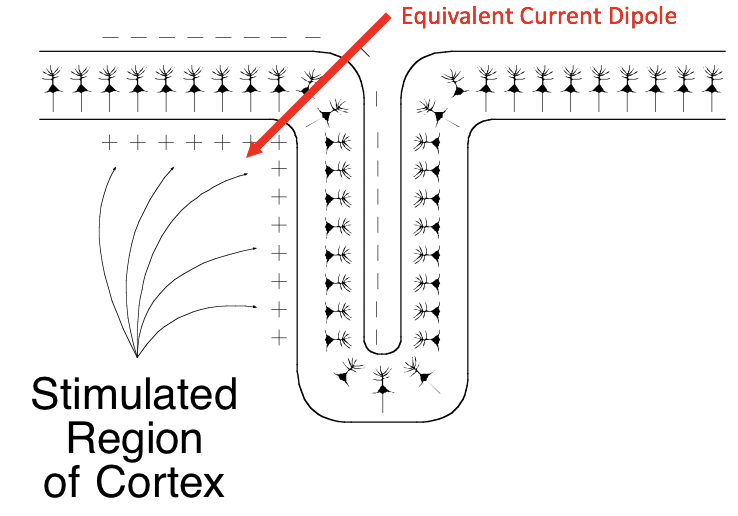 Equivalent Current Dipole
Stimulated
Region
of Cortex